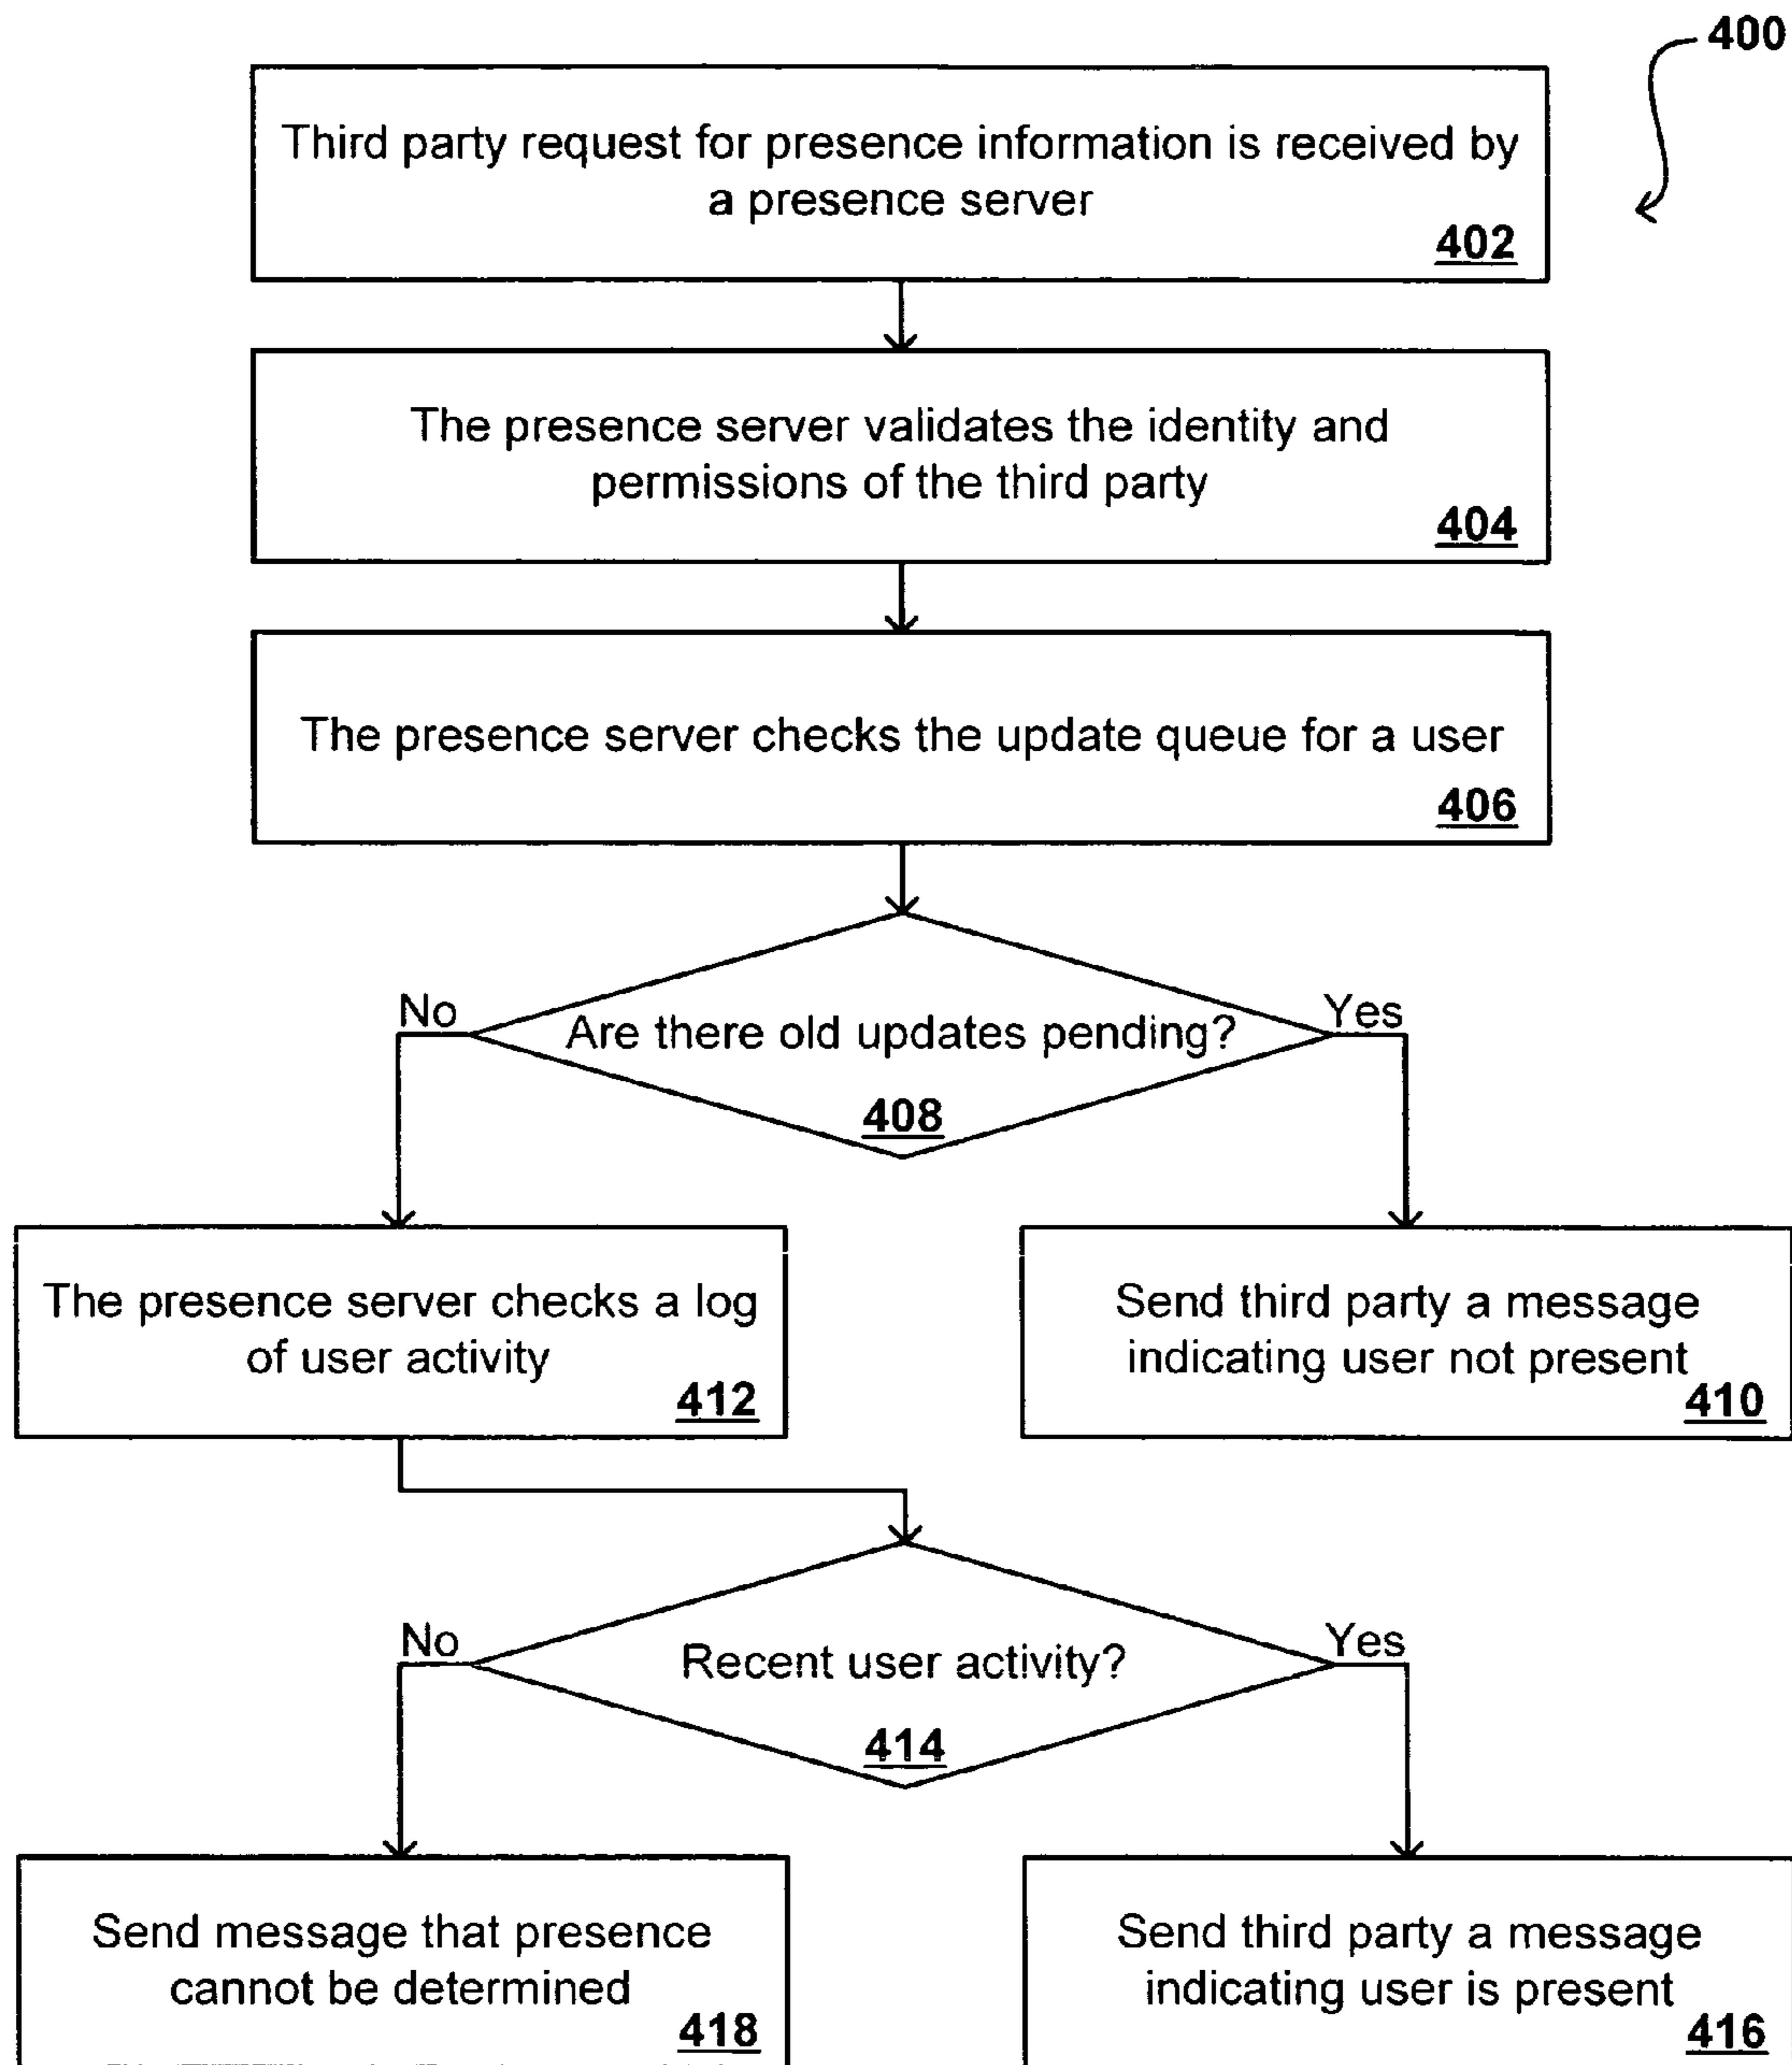 400
Third party request for presence information is received by
a presence server
402
The presence server validates the identity and
permissions of the third party
404
The presence server checks the update queue for a user
406
No
Are there old updates pending?
Yes
408
The presence server checks a log
of user activity
412
Send third party a message
indicating user not present
410
No
Recent user activity?
Yes
414
Send message that presence
cannot be determined
418
Send third party a message
indicating user is present
416